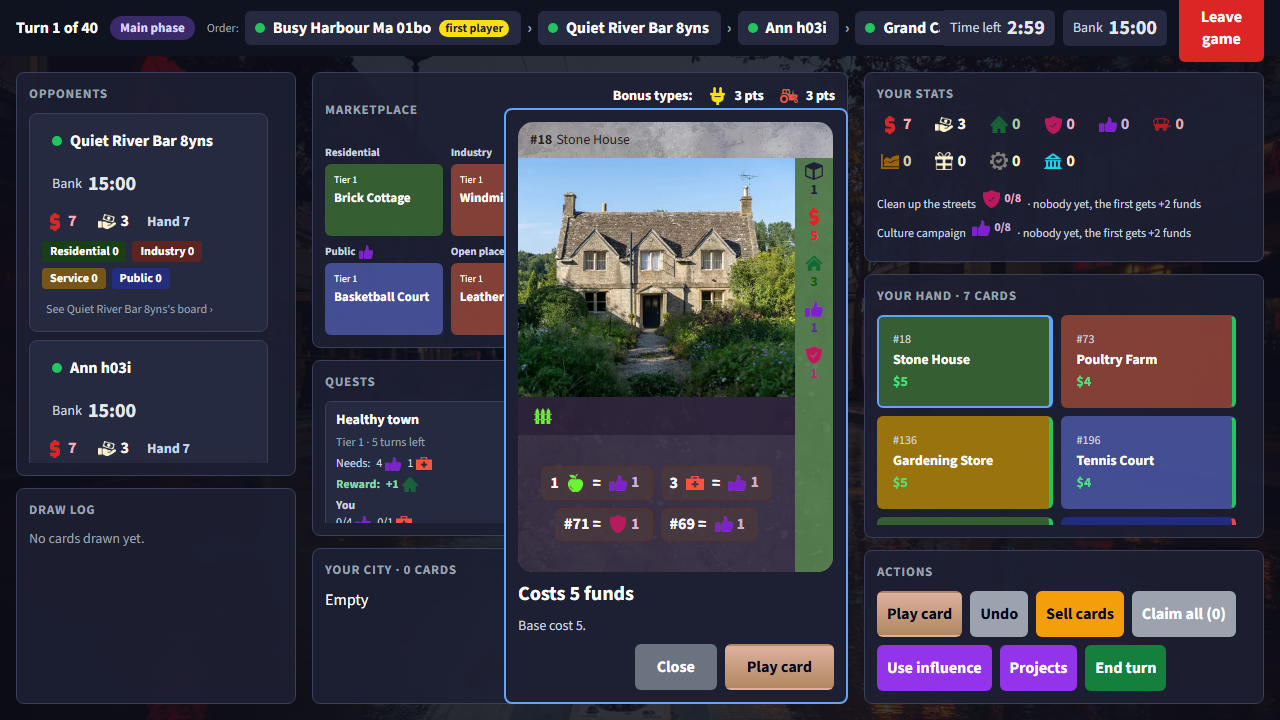 Turn 1 of 40
Main phase
Order:
Busy Harbour Ma 01bo
first player
› Quiet River Bar 8yns
› Ann h03i
› Grand C
Time left 2:59
Bank 15:00
Leave game
OPPONENTS
Quiet River Bar 8yns
Bank 15:00
7 3 Hand 7
Residential 0 Industry 0
Service 0 Public 0
See Quiet River Bar 8yns's board ›
Ann h03i
Bank 15:00
7 3 Hand 7
DRAW LOG
No cards drawn yet.
MARKETPLACE
Bonus types: 3 pts 3 pts
Residential
Tier 1
Brick Cottage
Industry
Tier 1
Windmi
Public
Tier 1
Basketball Court
Open place
Tier 1
Leather
QUESTS
Healthy town
Tier 1 · 5 turns left
Needs: 4 1
Reward: +1
You
0/4 0/1
YOUR CITY · 0 CARDS
Empty
#18 Stone House
1
5
3
1
1
1 = 1
3 = 1
#71 = 1
#69 = 1
Costs 5 funds
Base cost 5.
Close
Play card
YOUR STATS
7 3 0 0 0 0
0 0 0 0
Clean up the streets 0/8 · nobody yet, the first gets +2 funds
Culture campaign 0/8 · nobody yet, the first gets +2 funds
YOUR HAND · 7 CARDS
#18
Stone House
$5
#73
Poultry Farm
$4
#136
Gardening Store
$5
#196
Tennis Court
$4
ACTIONS
Play card
Undo
Sell cards
Claim all (0)
Use influence
Projects
End turn